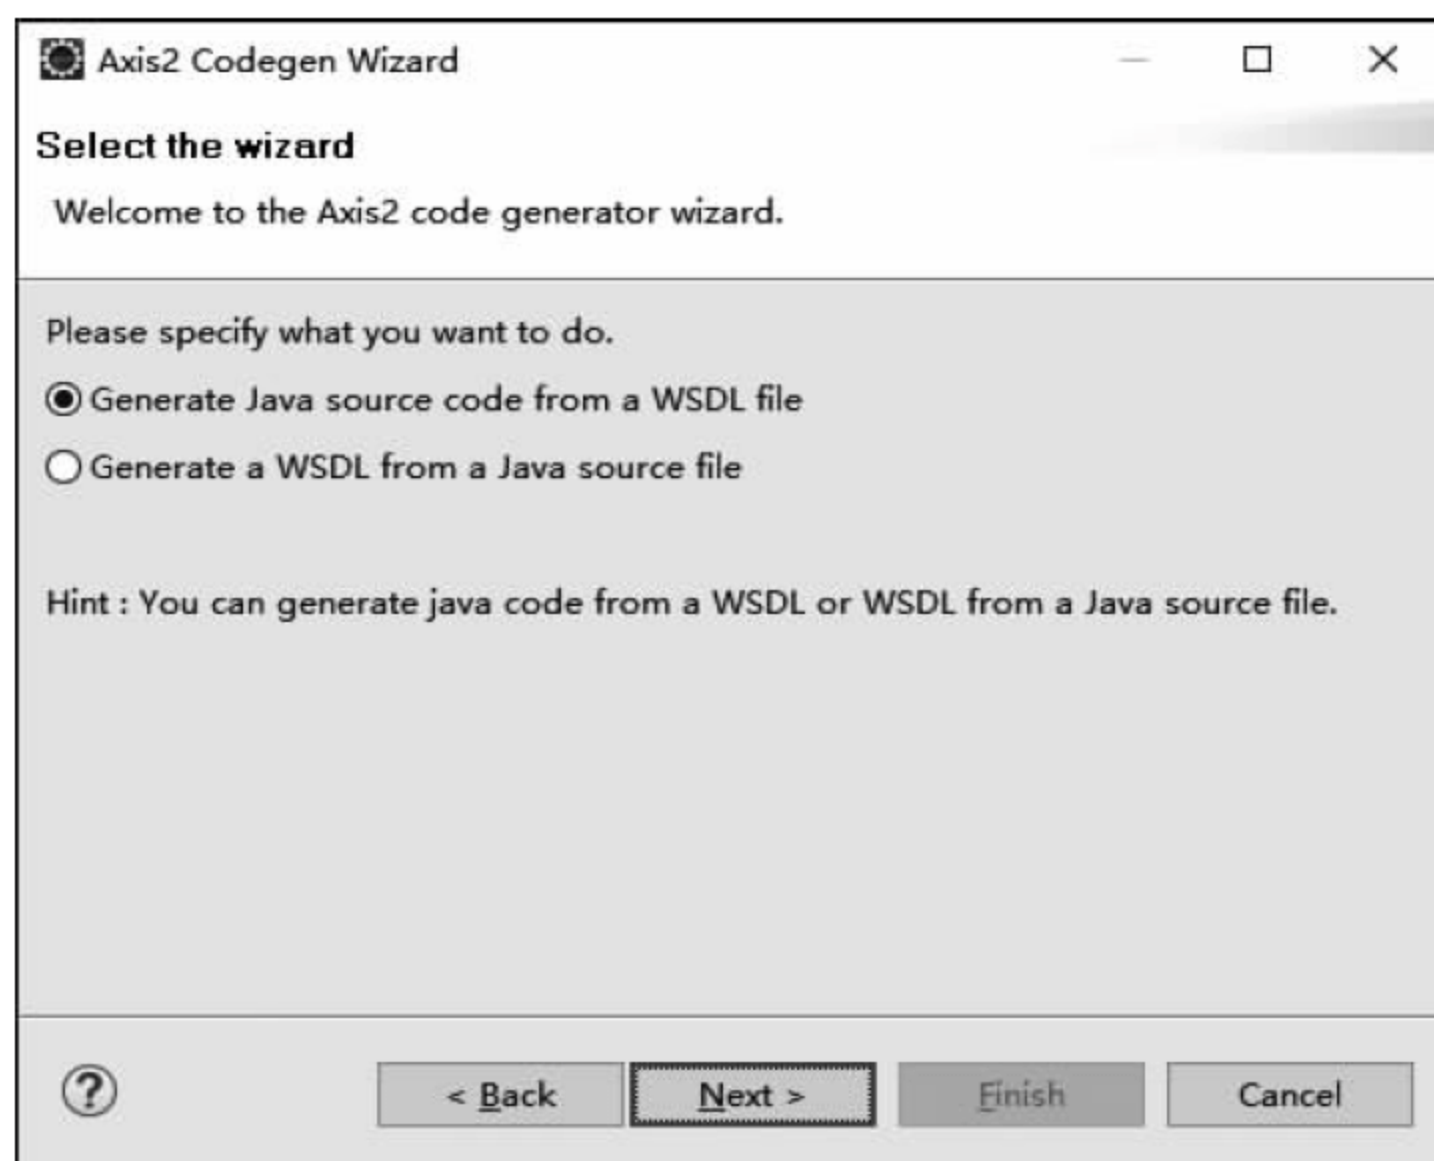 Axis2 Codegen Wizard
Select the wizard
Welcome to the Axis2 code generator wizard.
Please specify what you want to do.
Generate Java source code from a WSDL file
Generate a WSDL from a Java source file
Hint : You can generate java code from a WSDL or WSDL from a Java source file.
? < Back Next > Finish Cancel